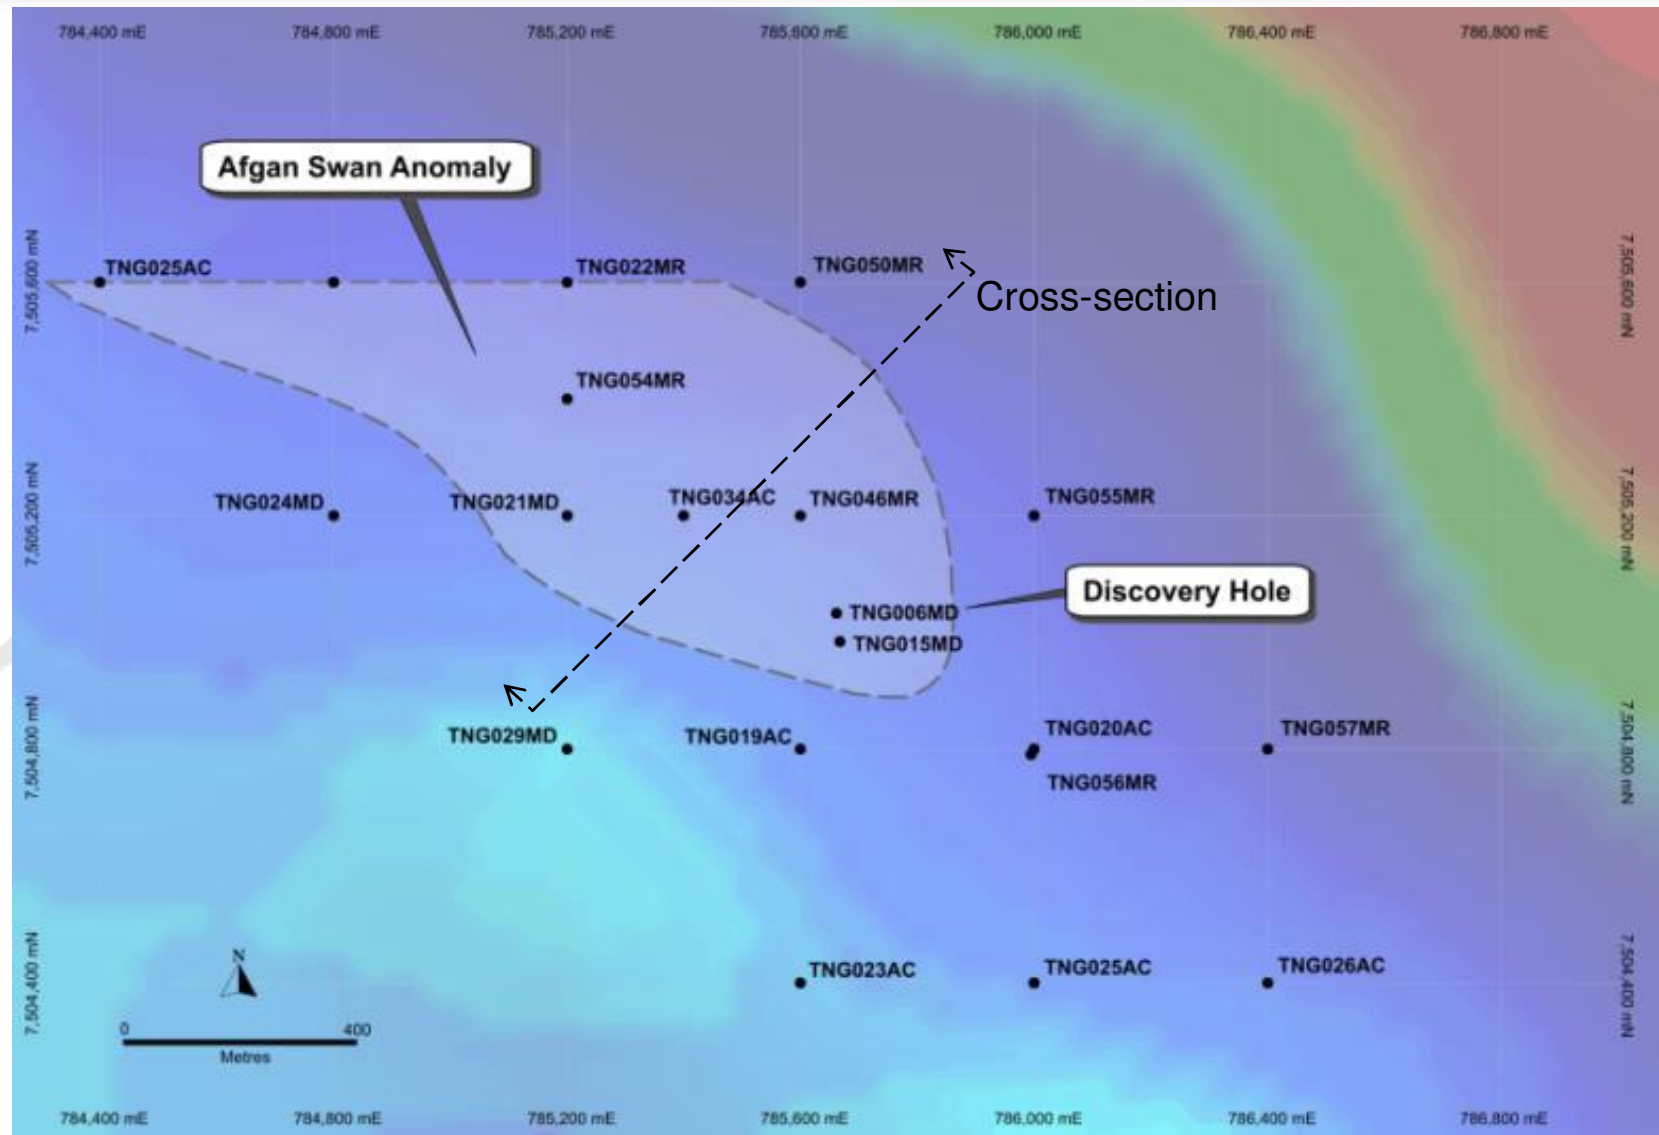 784,400 mE 784,800 mE 785,200 mE 785,600 mE 786,000 mE 786,400 mE 786,800 mE
Afgan Swan Anomaly
7,505,600 mN
7,505,600 mN
TNG025AC
TNG022MR
TNG050MR
Cross-section
TNG054MR
7,505,200 mN
7,505,200 mN
TNG024MD
TNG021MD
TNG034AC
TNG046MR
TNG055MR
Discovery Hole
TNG006MD
TNG015MD
7,504,800 mN
7,504,800 mN
TNG029MD
TNG019AC
TNG020AC
TNG057MR
TNG056MR
7,504,400 mN
7,504,400 mN
N
TNG023AC
TNG025AC
TNG026AC
0 400
Metres
784,400 mE 784,800 mE 785,200 mE 785,600 mE 786,000 mE 786,400 mE 786,800 mE